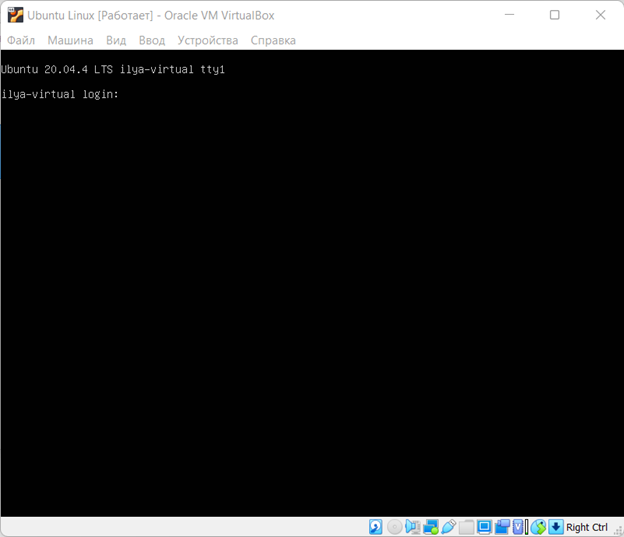 Ubuntu Linux [Работает] - Oracle VM VirtualBox
Файл Машина Вид Ввод Устройства Справка
Ubuntu 20.04.4 LTS ilya-virtual tty1
ilya-virtual login:
Right Ctrl